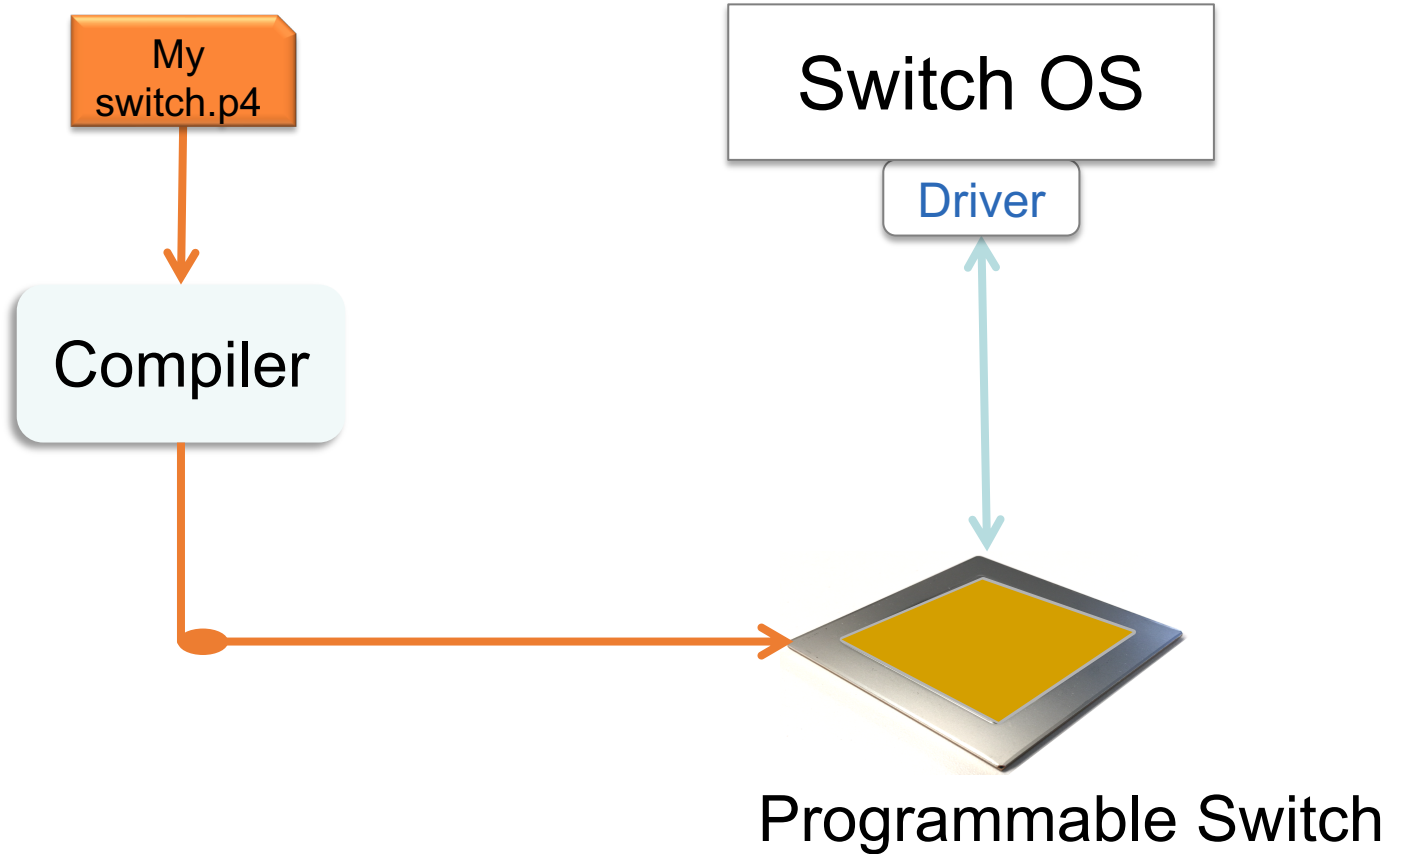 My
switch.p4
Switch OS
Driver
Compiler
Programmable Switch